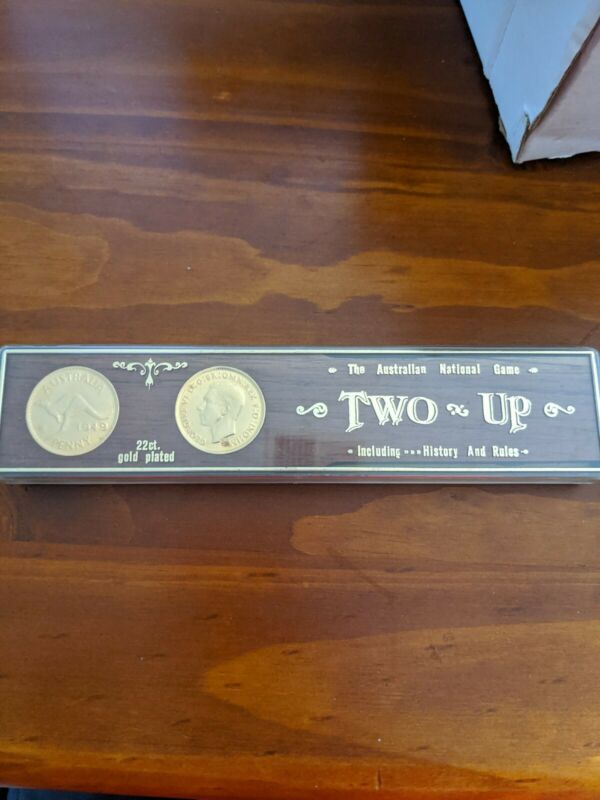 AUSTRALIA
1949
PENNY
22ct.
gold plated
The Australian National Game
TWO UP
Including History And Rules